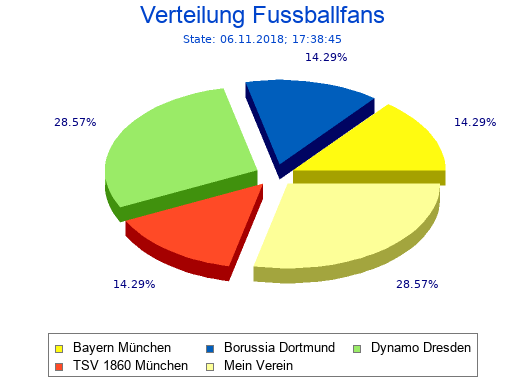 Verteilung Fussballfans
State: 06.11.2018; 17:38:45
14.29%
28.57%
14.29%
14.29%
28.57%
Bayern München Borussia Dortmund Dynamo Dresden
TSV 1860 München Mein Verein